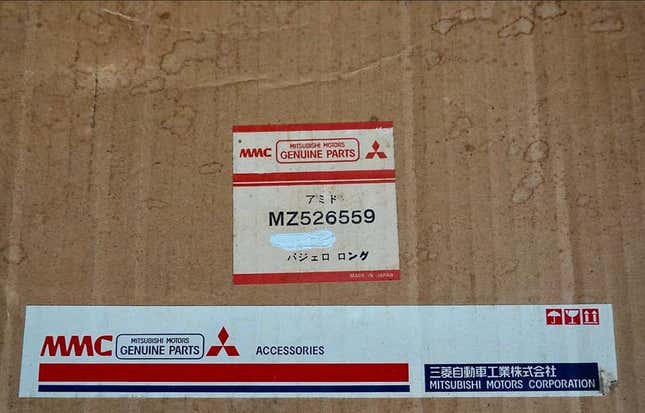 MMC
MITSUBISHI MOTORS
GENUINE PARTS
アミド
MZ526559
パジェロ ロング
MADE IN JAPAN
MMC
MITSUBISHI MOTORS
GENUINE PARTS
ACCESSORIES
三菱自動車工業株式会社
MITSUBISHI MOTORS CORPORATION